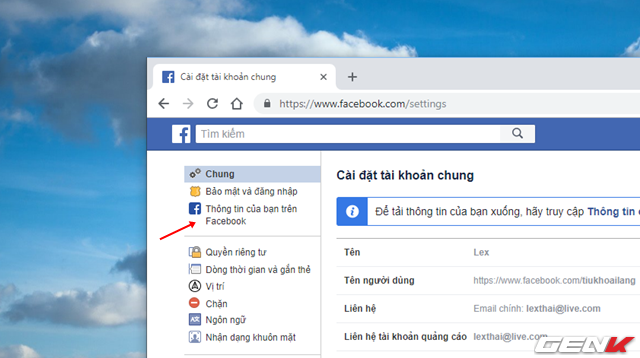 Cài đặt tài khoản chung
https://www.facebook.com/settings
Tìm kiếm
Chung
Bảo mật và đăng nhập
Thông tin của bạn trên
Facebook
Quyền riêng tư
Dòng thời gian và gắn thẻ
Vị trí
Chặn
Ngôn ngữ
Nhận dạng khuôn mặt
Cài đặt tài khoản chung
Để tải thông tin của bạn xuống, hãy truy cập Thông tin
Tên Lex
Tên người dùng https://www.facebook.com/tiukhoailang
Liên hệ Email chính: lexthai@live.com
Liên hệ tài khoản quảng cáo lexthai@live.com
GENK